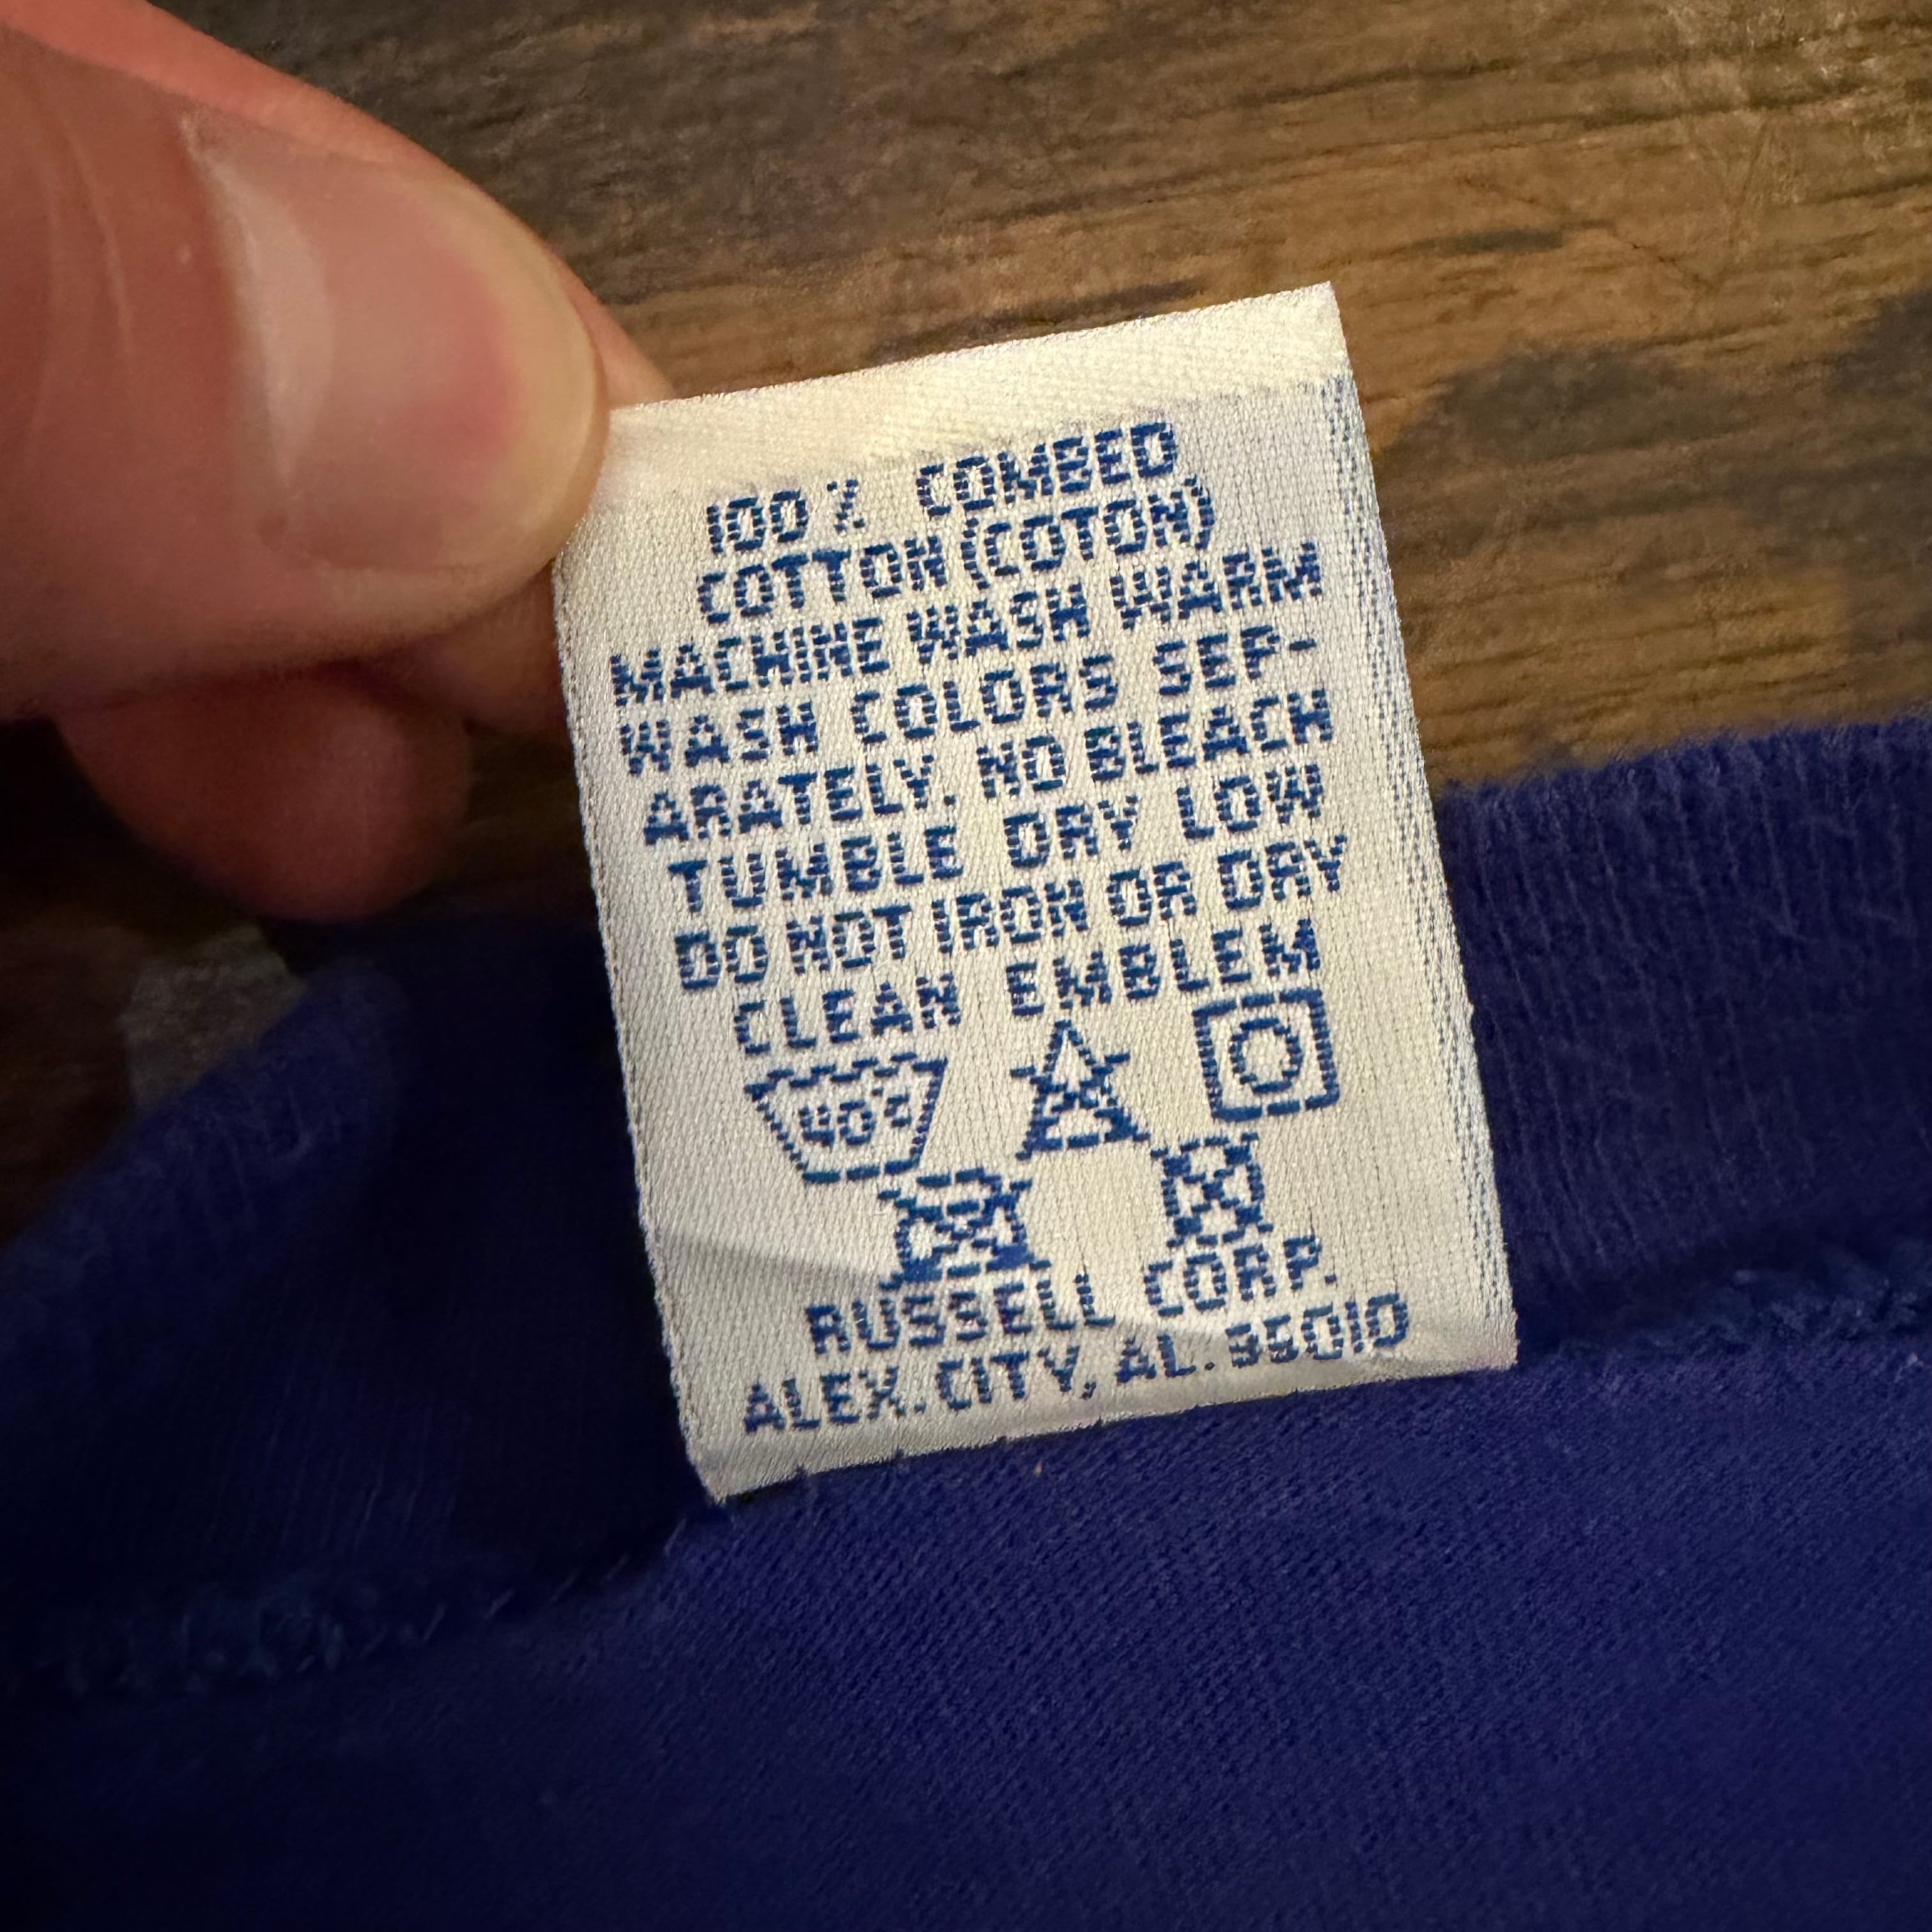 100% COMBED
COTTON (COTON)
MACHINE WASH WARM
WASH COLORS SEP-
ARATELY. NO BLEACH
TUMBLE DRY LOW
DO NOT IRON OR DRY
CLEAN EMBLEM
40°C
RUSSELL CORP.
ALEX. CITY, AL. 35010